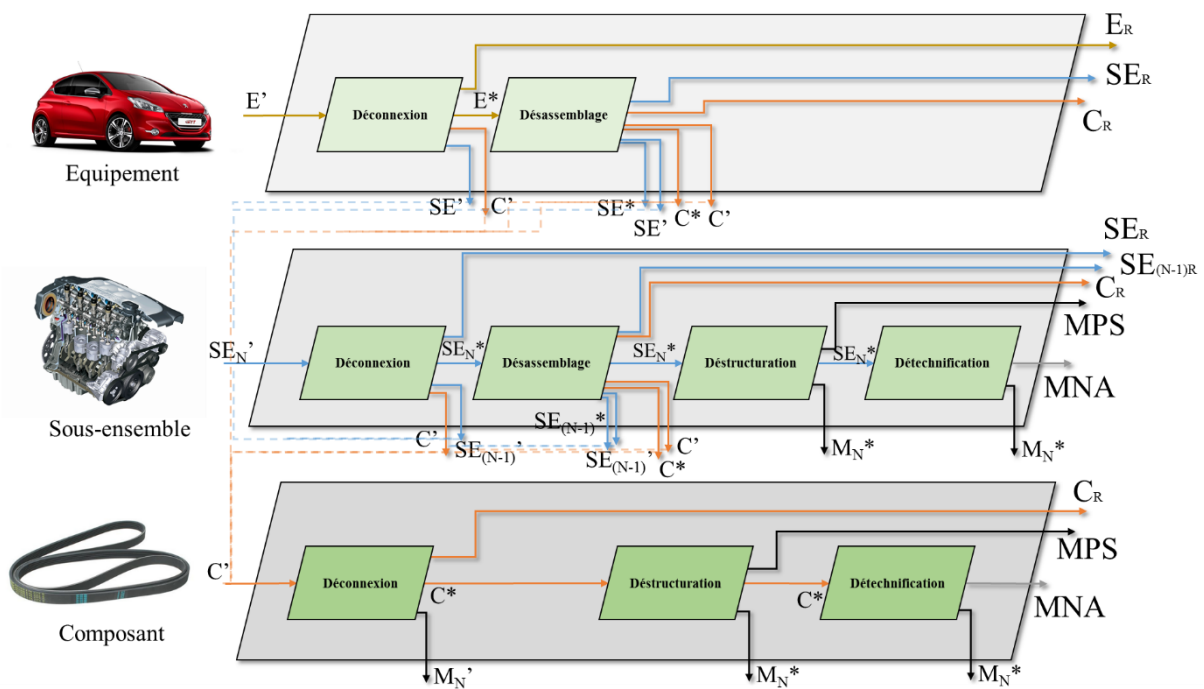 E_R
SE_R
C_R
E'
Déconnexion
E*
Désassemblage
Equipement
SE'
C'
SE*
SE'
C*
C'
SE_R
SE_(N-1)R
C_R
MPS
SE_N'
Déconnexion
SE_N*
Désassemblage
SE_N*
Déstructuration
SE_N*
Détechnification
MNA
Sous-ensemble
C'
SE_(N-1)'
SE_(N-1)*
SE_(N-1)'
C*
C'
M_N*
M_N*
C_R
MPS
C'
Déconnexion
C*
Déstructuration
C*
Détechnification
MNA
Composant
M_N'
M_N*
M_N*